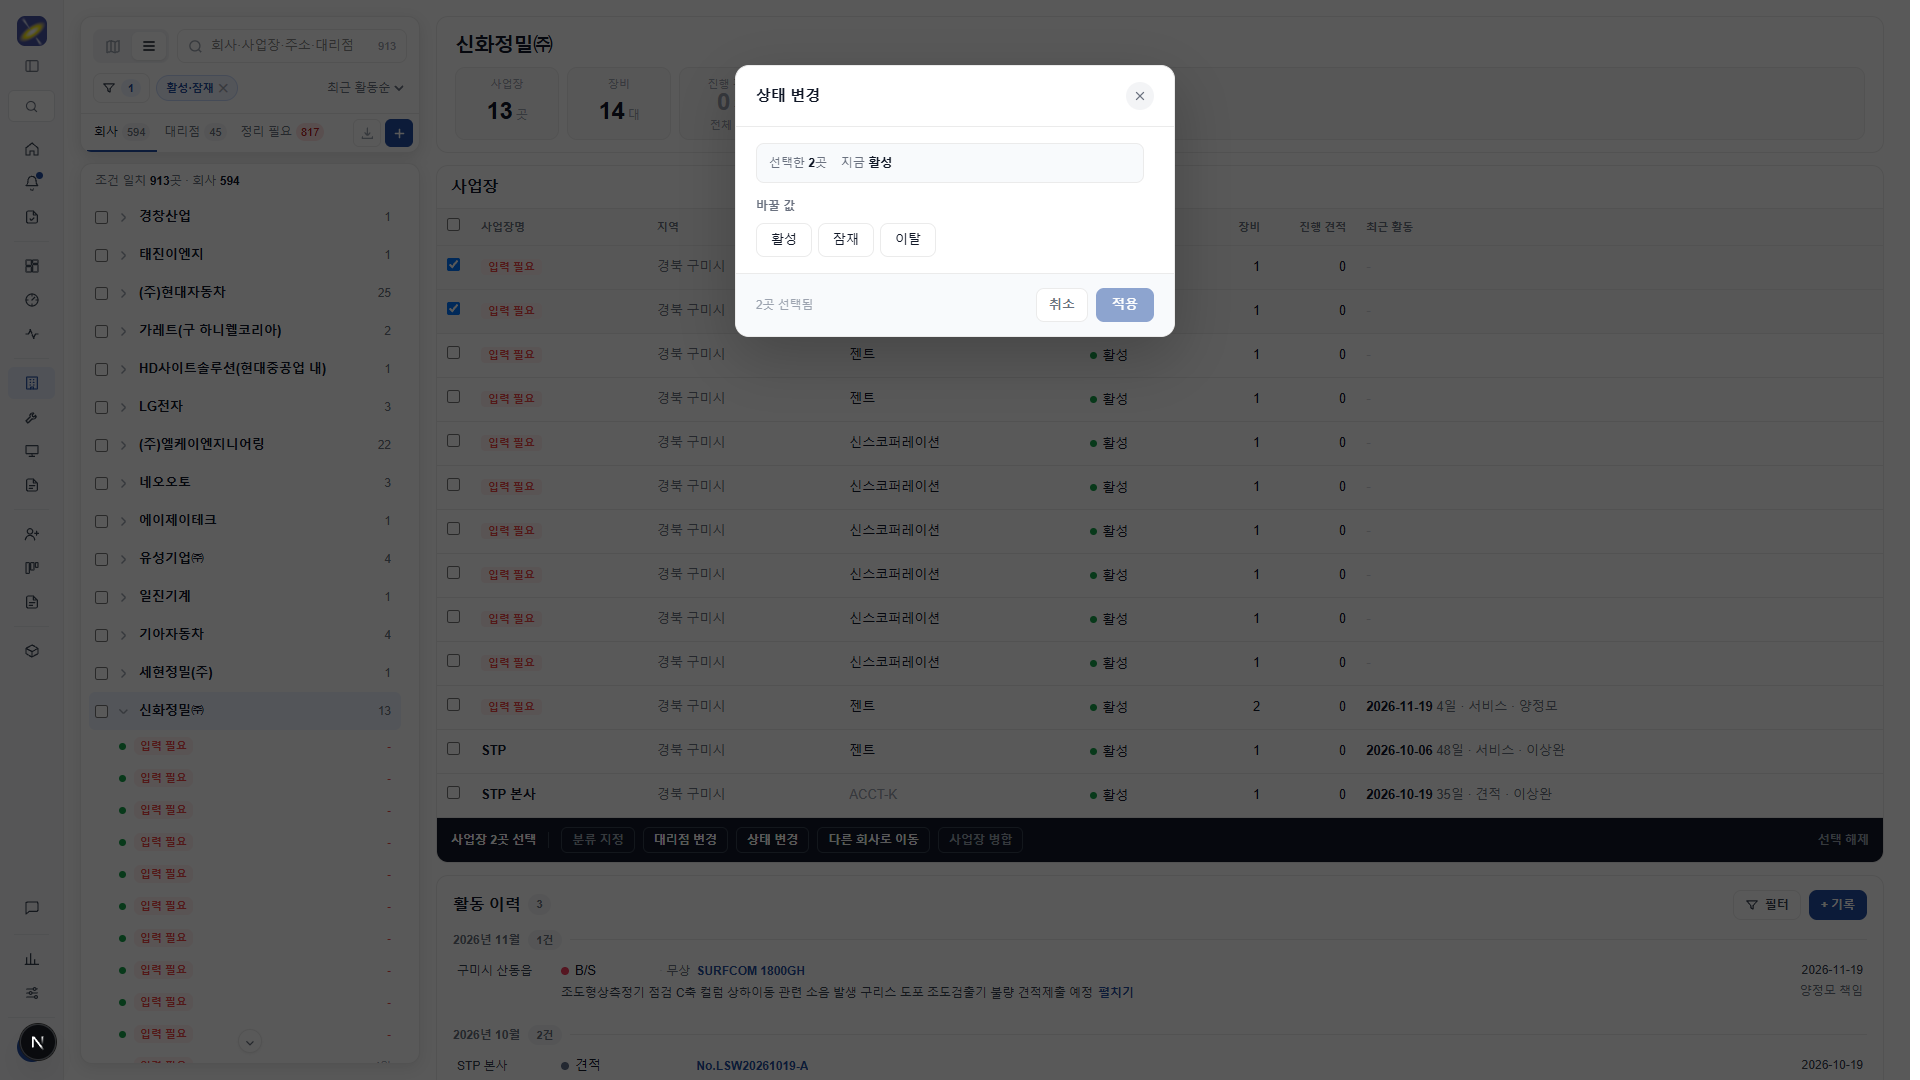 회사·사업장·주소·대리점 913
1 활성·잠재 최근 활동순
회사 594 대리점 45 정리 필요 817
조건 일치 913곳 · 회사 594
경창산업 1
태진이엔지 1
(주)현대자동차 25
가레트(구 하니웰코리아) 2
HD사이트솔루션(현대중공업 내) 1
LG전자 3
(주)엘케이엔지니어링 22
네오오토 3
에이제이테크 1
유성기업㈜ 4
일진기계 1
기아자동차 4
세현정밀(주) 1
신화정밀㈜ 13
입력 필요 -
입력 필요 -
입력 필요 -
입력 필요 -
입력 필요 -
입력 필요 -
입력 필요 -
입력 필요 -
입력 필요 -
입력 필요 -
N
신화정밀㈜
사업장
13 곳
장비
14 대
진행
0
전체
상태 변경
선택한 2곳 지금 활성
바꿀 값
활성 잠재 이탈
2곳 선택됨 취소 적용
사업장
사업장명 지역 장비 진행 견적 최근 활동
입력 필요 경북 구미시 1 0 -
입력 필요 경북 구미시 1 0 -
입력 필요 경북 구미시 젠트 활성 1 0 -
입력 필요 경북 구미시 젠트 활성 1 0 -
입력 필요 경북 구미시 신스코퍼레이션 활성 1 0 -
입력 필요 경북 구미시 신스코퍼레이션 활성 1 0 -
입력 필요 경북 구미시 신스코퍼레이션 활성 1 0 -
입력 필요 경북 구미시 신스코퍼레이션 활성 1 0 -
입력 필요 경북 구미시 신스코퍼레이션 활성 1 0 -
입력 필요 경북 구미시 신스코퍼레이션 활성 1 0 -
입력 필요 경북 구미시 젠트 활성 2 0 2026-11-19 4일 · 서비스 · 양정모
STP 경북 구미시 젠트 활성 1 0 2026-10-06 48일 · 서비스 · 이상완
STP 본사 경북 구미시 ACCT-K 활성 1 0 2026-10-19 35일 · 견적 · 이상완
사업장 2곳 선택 분류 지정 대리점 변경 상태 변경 다른 회사로 이동 사업장 병합 선택 해제
활동 이력 3 필터 + 기록
2026년 11월 1건
구미시 산동읍 B/S 무상 SURFCOM 1800GH 2026-11-19
조도형상측정기 점검 C축 컬럼 상하이동 관련 소음 발생 구리스 도포 조도검출기 불량 견적제출 예정 펼치기 양정모 책임
2026년 10월 2건
STP 본사 견적 No.LSW20261019-A 2026-10-19